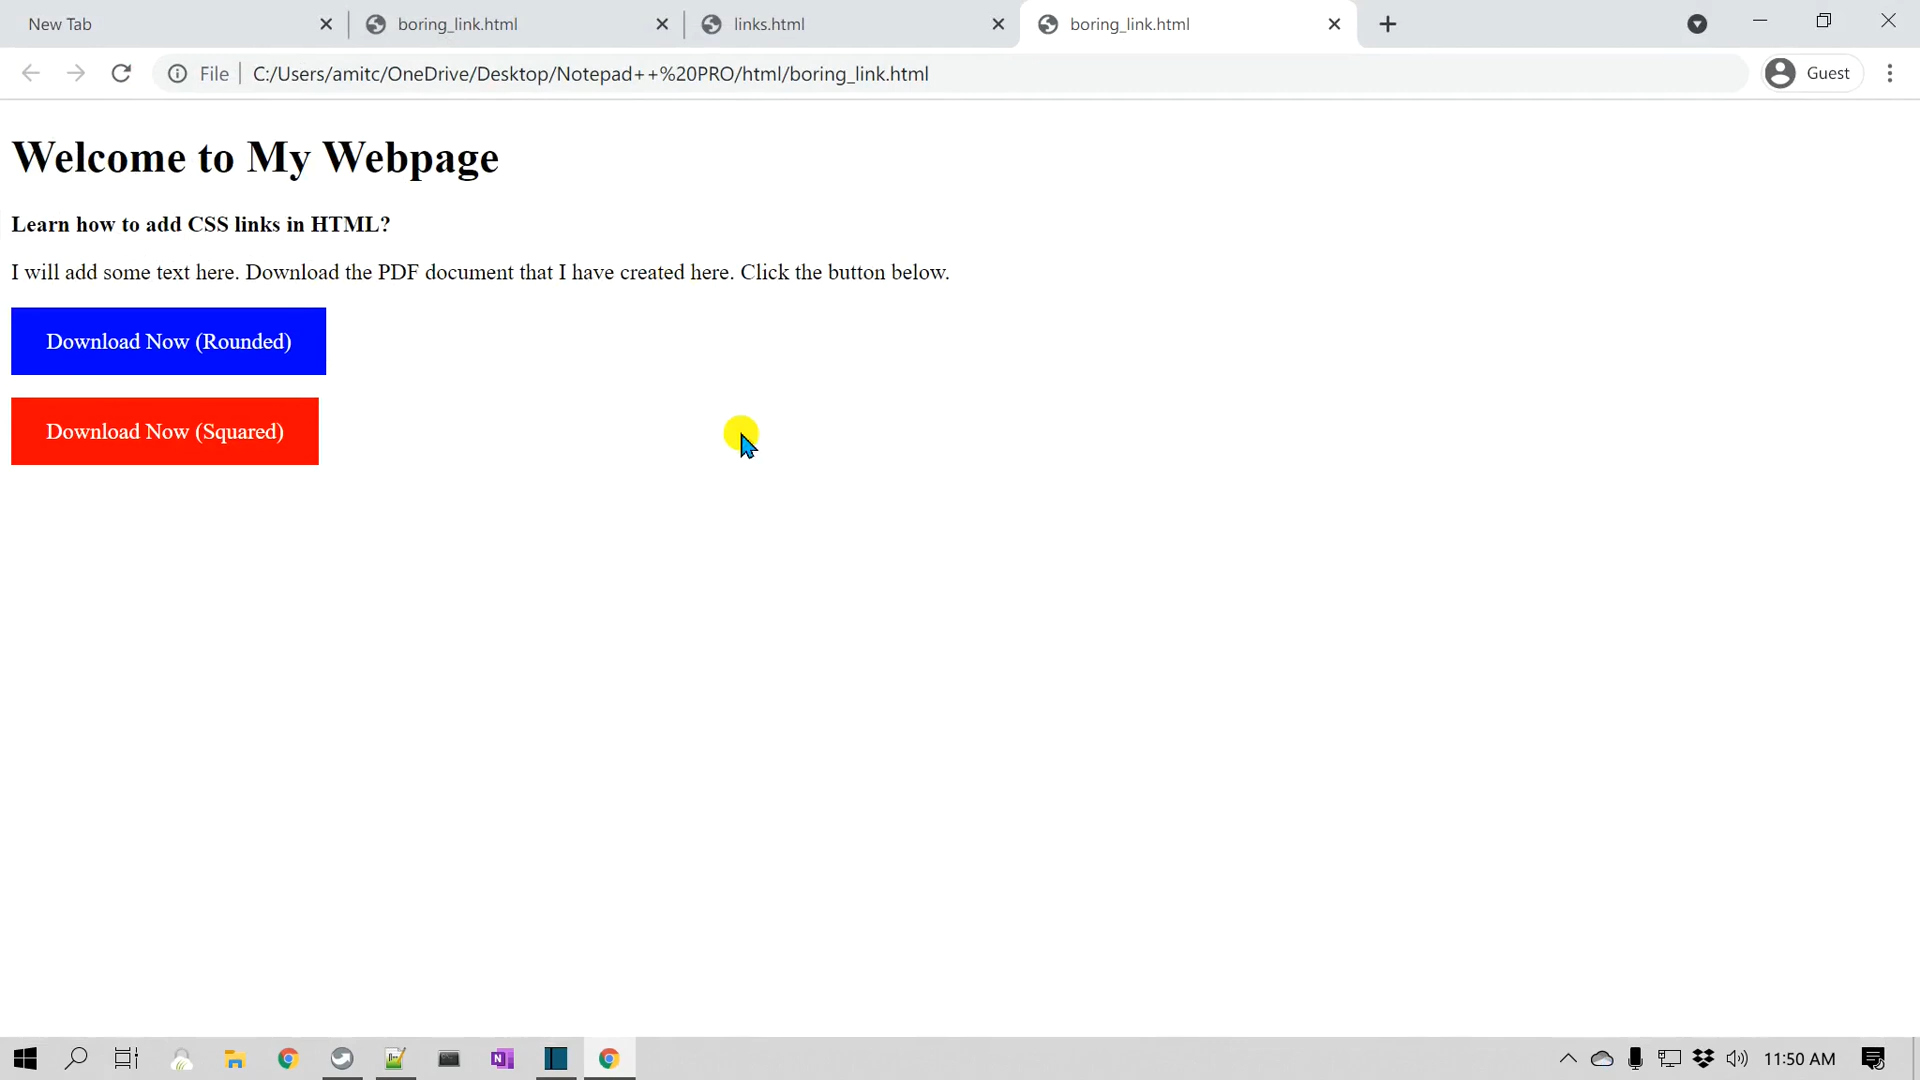 New Tab
boring_link.html
links.html
boring_link.html
File
C:/Users/amitc/OneDrive/Desktop/Notepad++%20PRO/html/boring_link.html
Guest
Welcome to My Webpage
Learn how to add CSS links in HTML?
I will add some text here. Download the PDF document that I have created here. Click the button below.
Download Now (Rounded)
Download Now (Squared)
11:50 AM